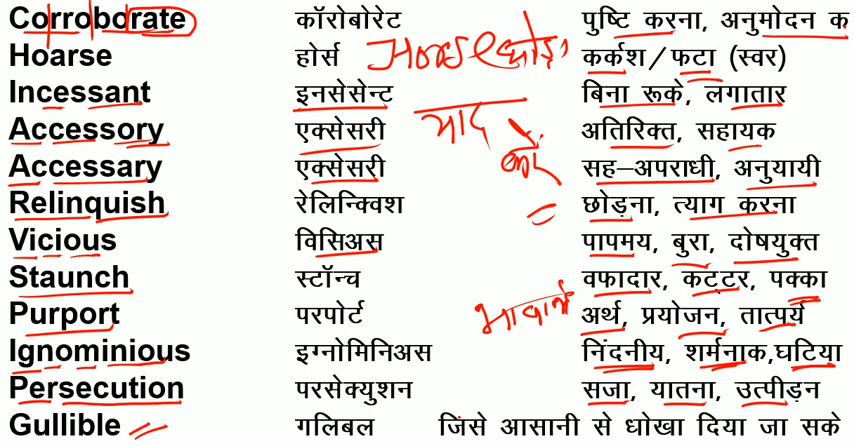 Corroborate कॉरोबोरेट पुष्टि करना, अनुमोदन क
Hoarse होर्स Horse घोड़ा कर्कश/फटा (स्वर)
Incessant इनसेसेन्ट बिना रूके, लगातार
Accessory एक्सेसरी याद अतिरिक्त, सहायक
Accessary एक्सेसरी करें सह–अपराधी, अनुयायी
Relinquish रेलिन्क्विश छोड़ना, त्याग करना
Vicious विसिअस पापमय, बुरा, दोषयुक्त
Staunch स्टॉन्च वफादार, कट्टर, पक्का
Purport परपोर्ट भावार्थ अर्थ, प्रयोजन, तात्पर्य
Ignominious इग्नोमिनिअस निंदनीय, शर्मनाक,घटिया
Persecution परसेक्युशन सजा, यातना, उत्पीड़न
Gullible गलिबल जिंसे आसानी से धोखा दिया जा सके